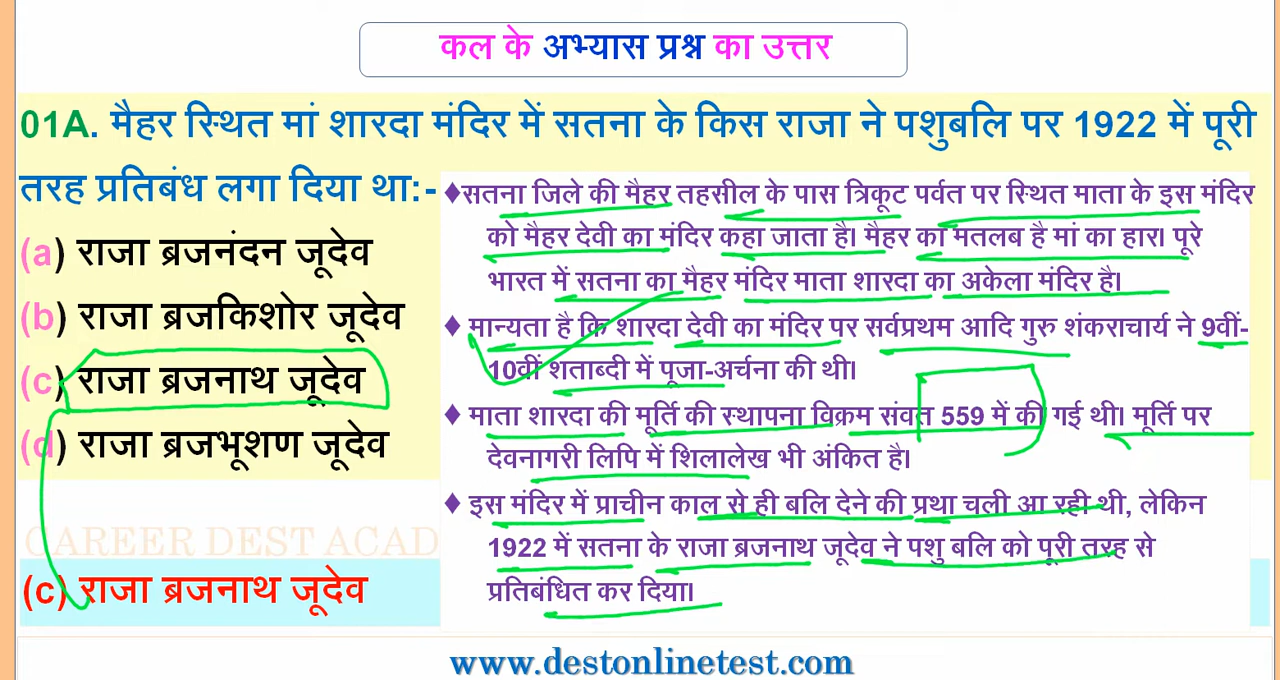 कल के अभ्यास प्रश्न का उत्तर
01A. मैहर स्थित मां शारदा मंदिर में सतना के किस राजा ने पशुबलि पर 1922 में पूरी
तरह प्रतिबंध लगा दिया था:-
(a) राजा ब्रजनंदन जूदेव
(b) राजा ब्रजकिशोर जूदेव
(c) राजा ब्रजनाथ जूदेव
(d) राजा ब्रजभूशण जूदेव
♦सतना जिले की मैहर तहसील के पास त्रिकूट पर्वत पर स्थित माता के इस मंदिर
को मैहर देवी का मंदिर कहा जाता है। मैहर का मतलब है मां का हार। पूरे
भारत में सतना का मैहर मंदिर माता शारदा का अकेला मंदिर है।
♦ मान्यता है कि शारदा देवी का मंदिर पर सर्वप्रथम आदि गुरु शंकराचार्य ने 9वीं-
10वीं शताब्दी में पूजा-अर्चना की थी।
♦ माता शारदा की मूर्ति की स्थापना विक्रम संवत 559 में की गई थी। मूर्ति पर
देवनागरी लिपि में शिलालेख भी अंकित है।
♦ इस मंदिर में प्राचीन काल से ही बलि देने की प्रथा चली आ रही थी, लेकिन
1922 में सतना के राजा ब्रजनाथ जूदेव ने पशु बलि को पूरी तरह से
प्रतिबंधित कर दिया।
CAREER DEST ACAD
(c) राजा ब्रजनाथ जूदेव
www.destonlinetest.com